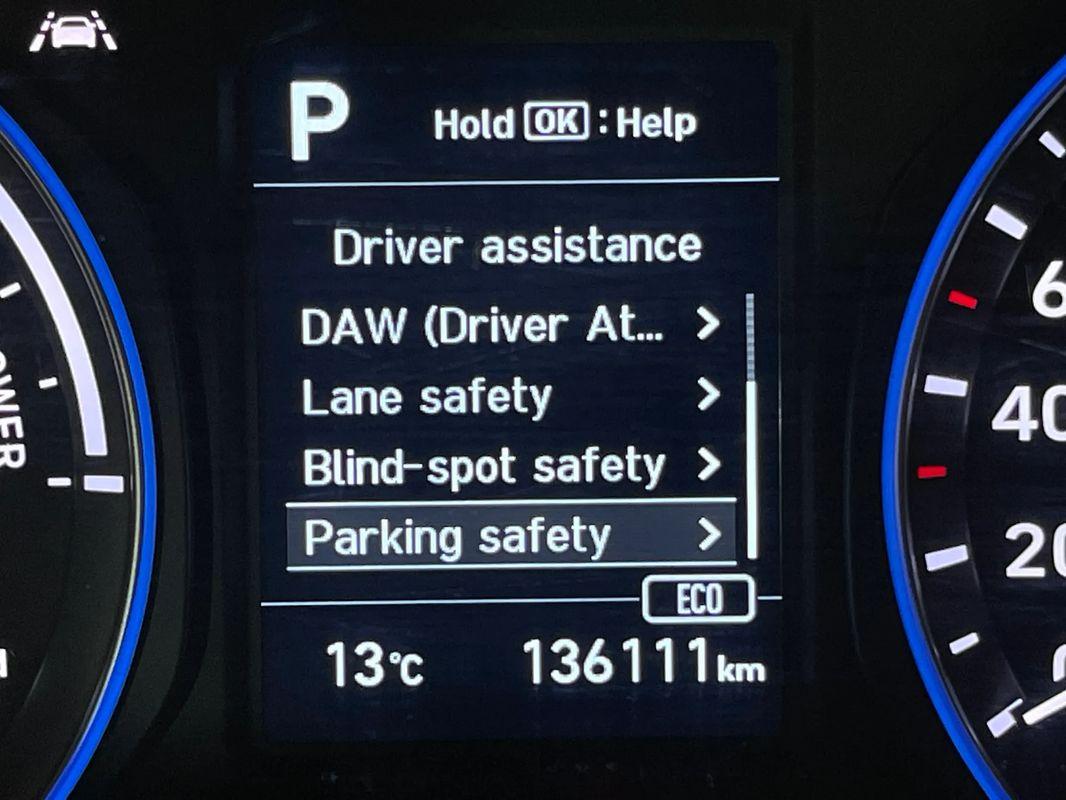 P
Hold OK : Help
Driver assistance
DAW (Driver At...
Lane safety
Blind-spot safety
Parking safety
ECO
13°C
136111km
40
20